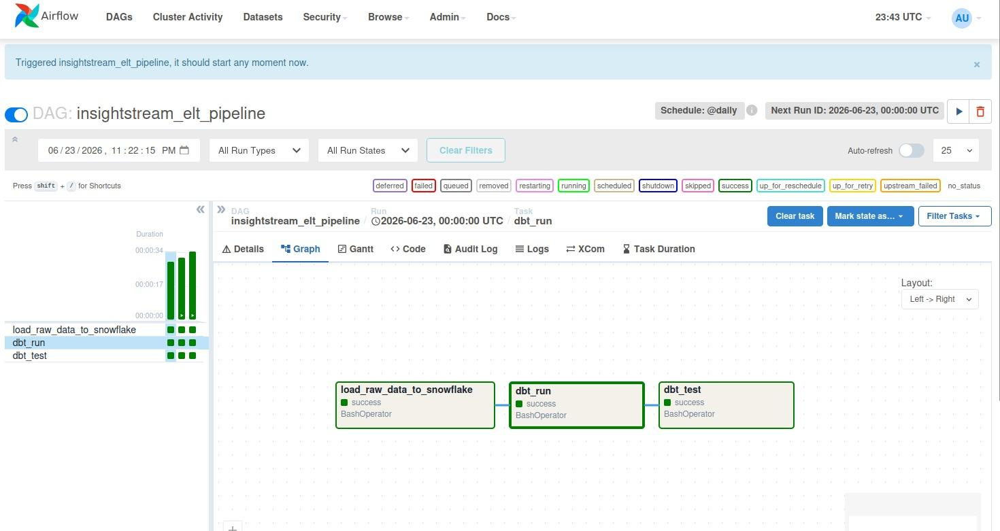 Airflow DAGs Cluster Activity Datasets Security Browse Admin Docs 23:43 UTC AU
Triggered insightstream_elt_pipeline, it should start any moment now. ×
DAG: insightstream_elt_pipeline Schedule: @daily i Next Run ID: 2026-06-23, 00:00:00 UTC
06/23/2026, 11:22:15 PM All Run Types All Run States Clear Filters Auto-refresh 25
Press shift + / for Shortcuts deferred failed queued removed restarting running scheduled shutdown skipped success up_for_reschedule up_for_retry upstream_failed no_status
DAG Run Task
insightstream_elt_pipeline / 2026-06-23, 00:00:00 UTC / dbt_run Clear task Mark state as... Filter Tasks
Details Graph Gantt <> Code Audit Log Logs XCom Task Duration
Duration
00:00:34
00:00:17
00:00:00
load_raw_data_to_snowflake
dbt_run
dbt_test
Layout:
Left -> Right
load_raw_data_to_snowflake
success
BashOperator
dbt_run
success
BashOperator
dbt_test
success
BashOperator